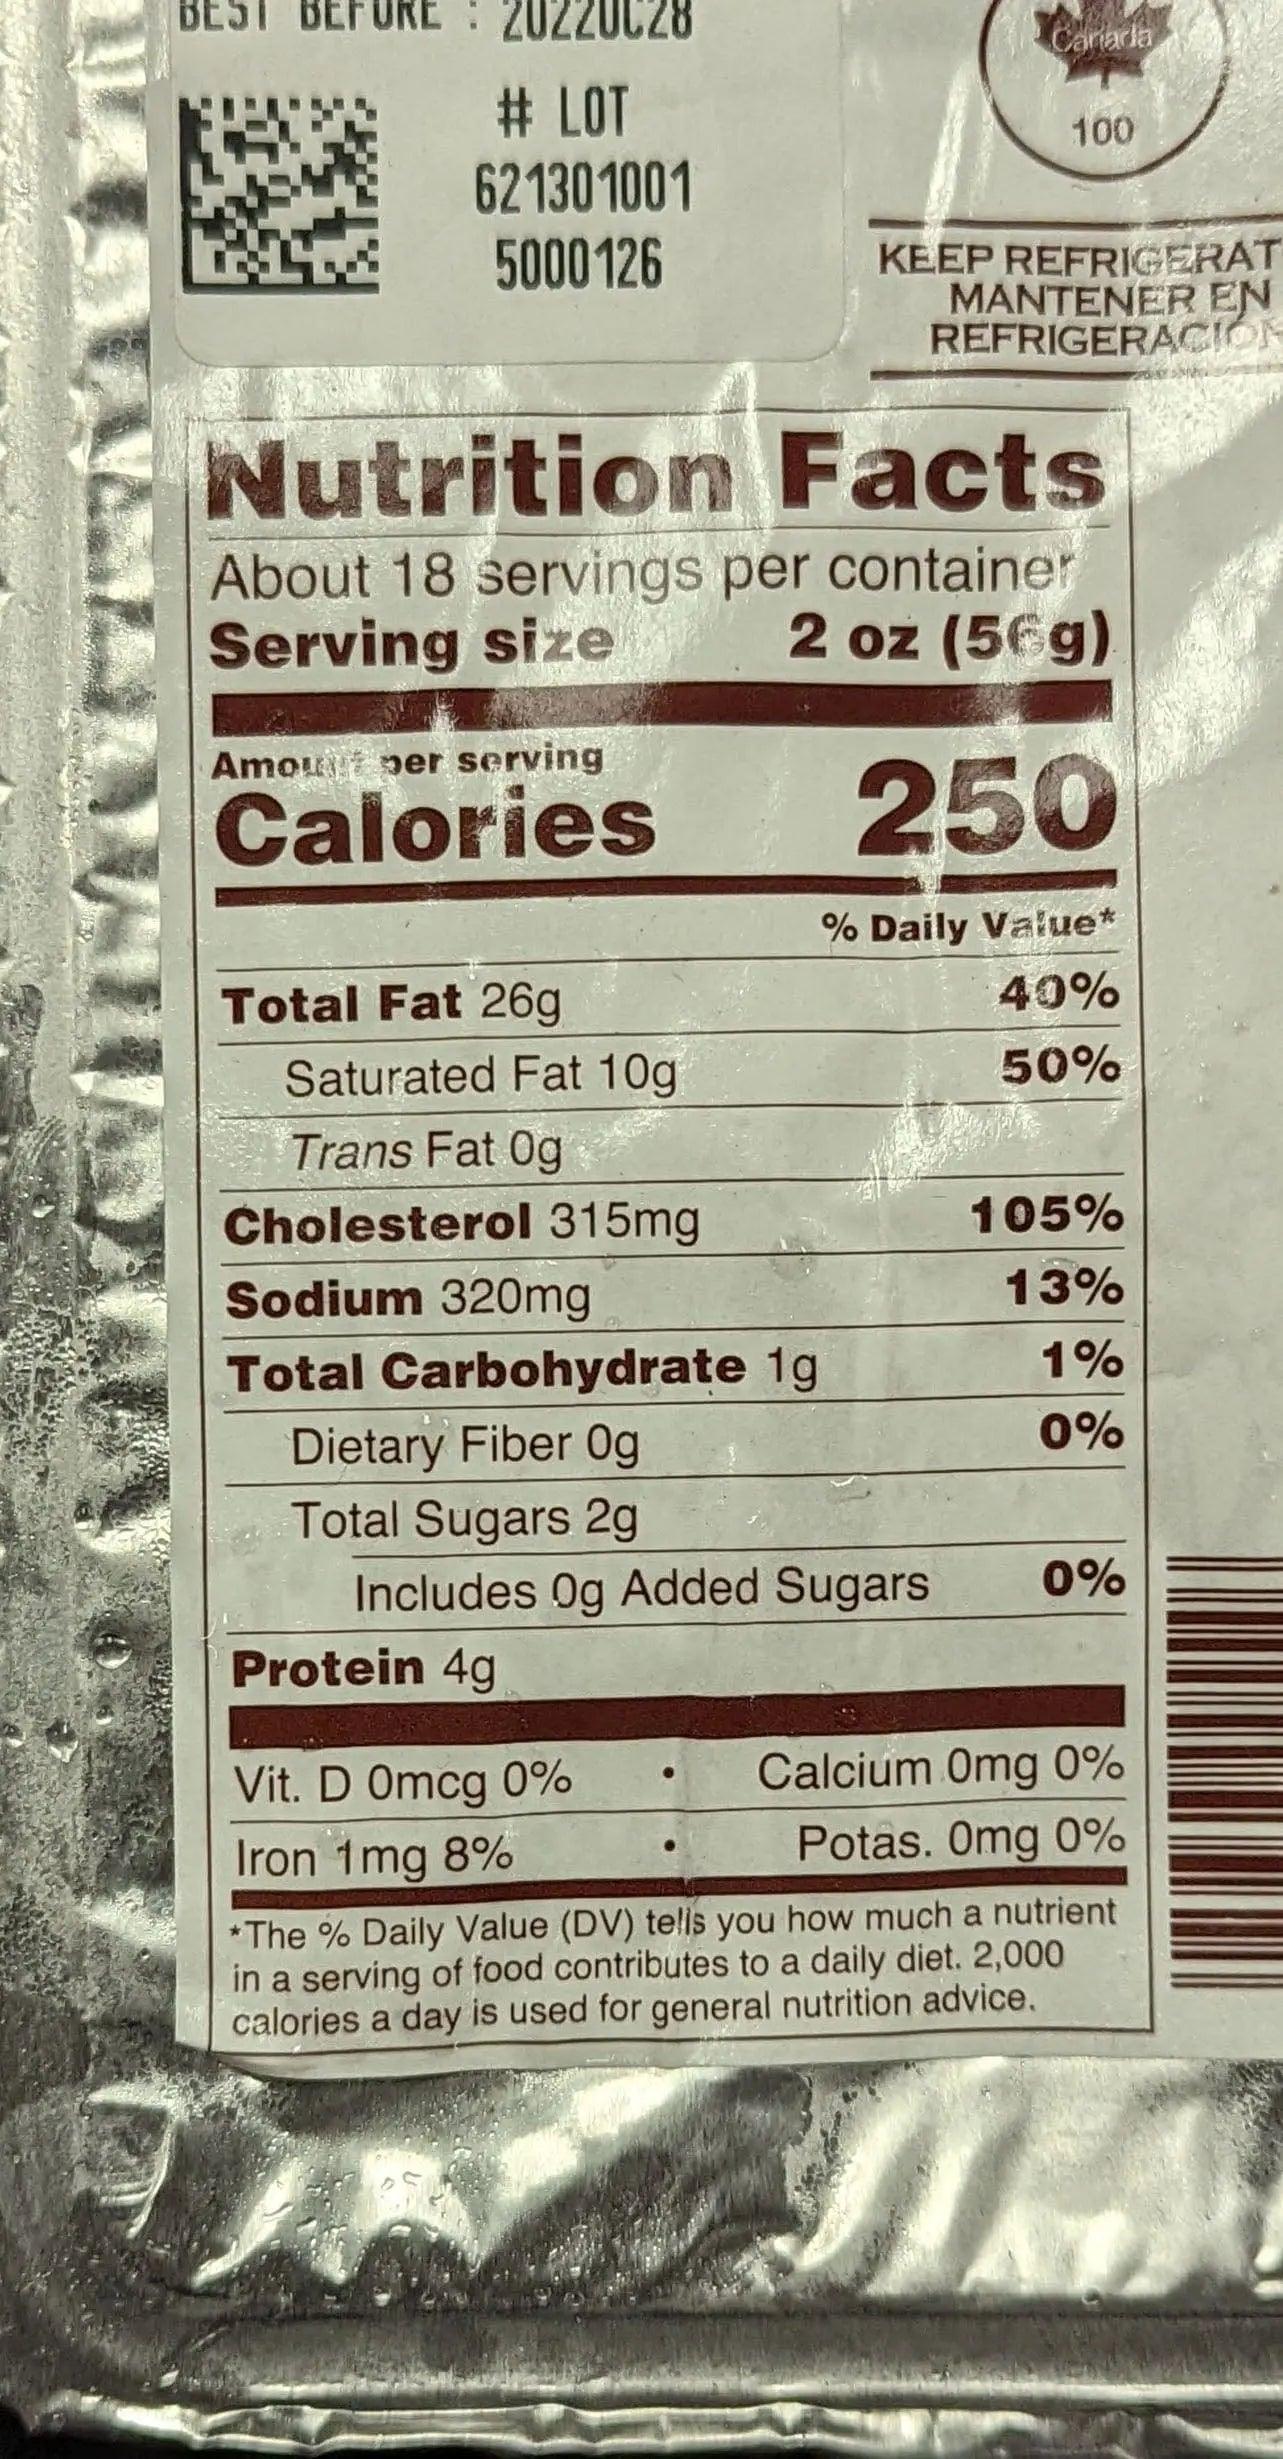 BEST BEFORE : 2022OC28
# LOT
621301001
5000126
Canada
100
KEEP REFRIGERAT
MANTENER EN
REFRIGERACIÓN
Nutrition Facts
About 18 servings per container
Serving size 2 oz (56g)
Amount per serving
Calories 250
% Daily Value*
Total Fat 26g 40%
Saturated Fat 10g 50%
Trans Fat 0g
Cholesterol 315mg 105%
Sodium 320mg 13%
Total Carbohydrate 1g 1%
Dietary Fiber 0g 0%
Total Sugars 2g
Includes 0g Added Sugars 0%
Protein 4g
Vit. D 0mcg 0% • Calcium 0mg 0%
Iron 1mg 8% • Potas. 0mg 0%
*The % Daily Value (DV) tells you how much a nutrient
in a serving of food contributes to a daily diet. 2,000
calories a day is used for general nutrition advice.